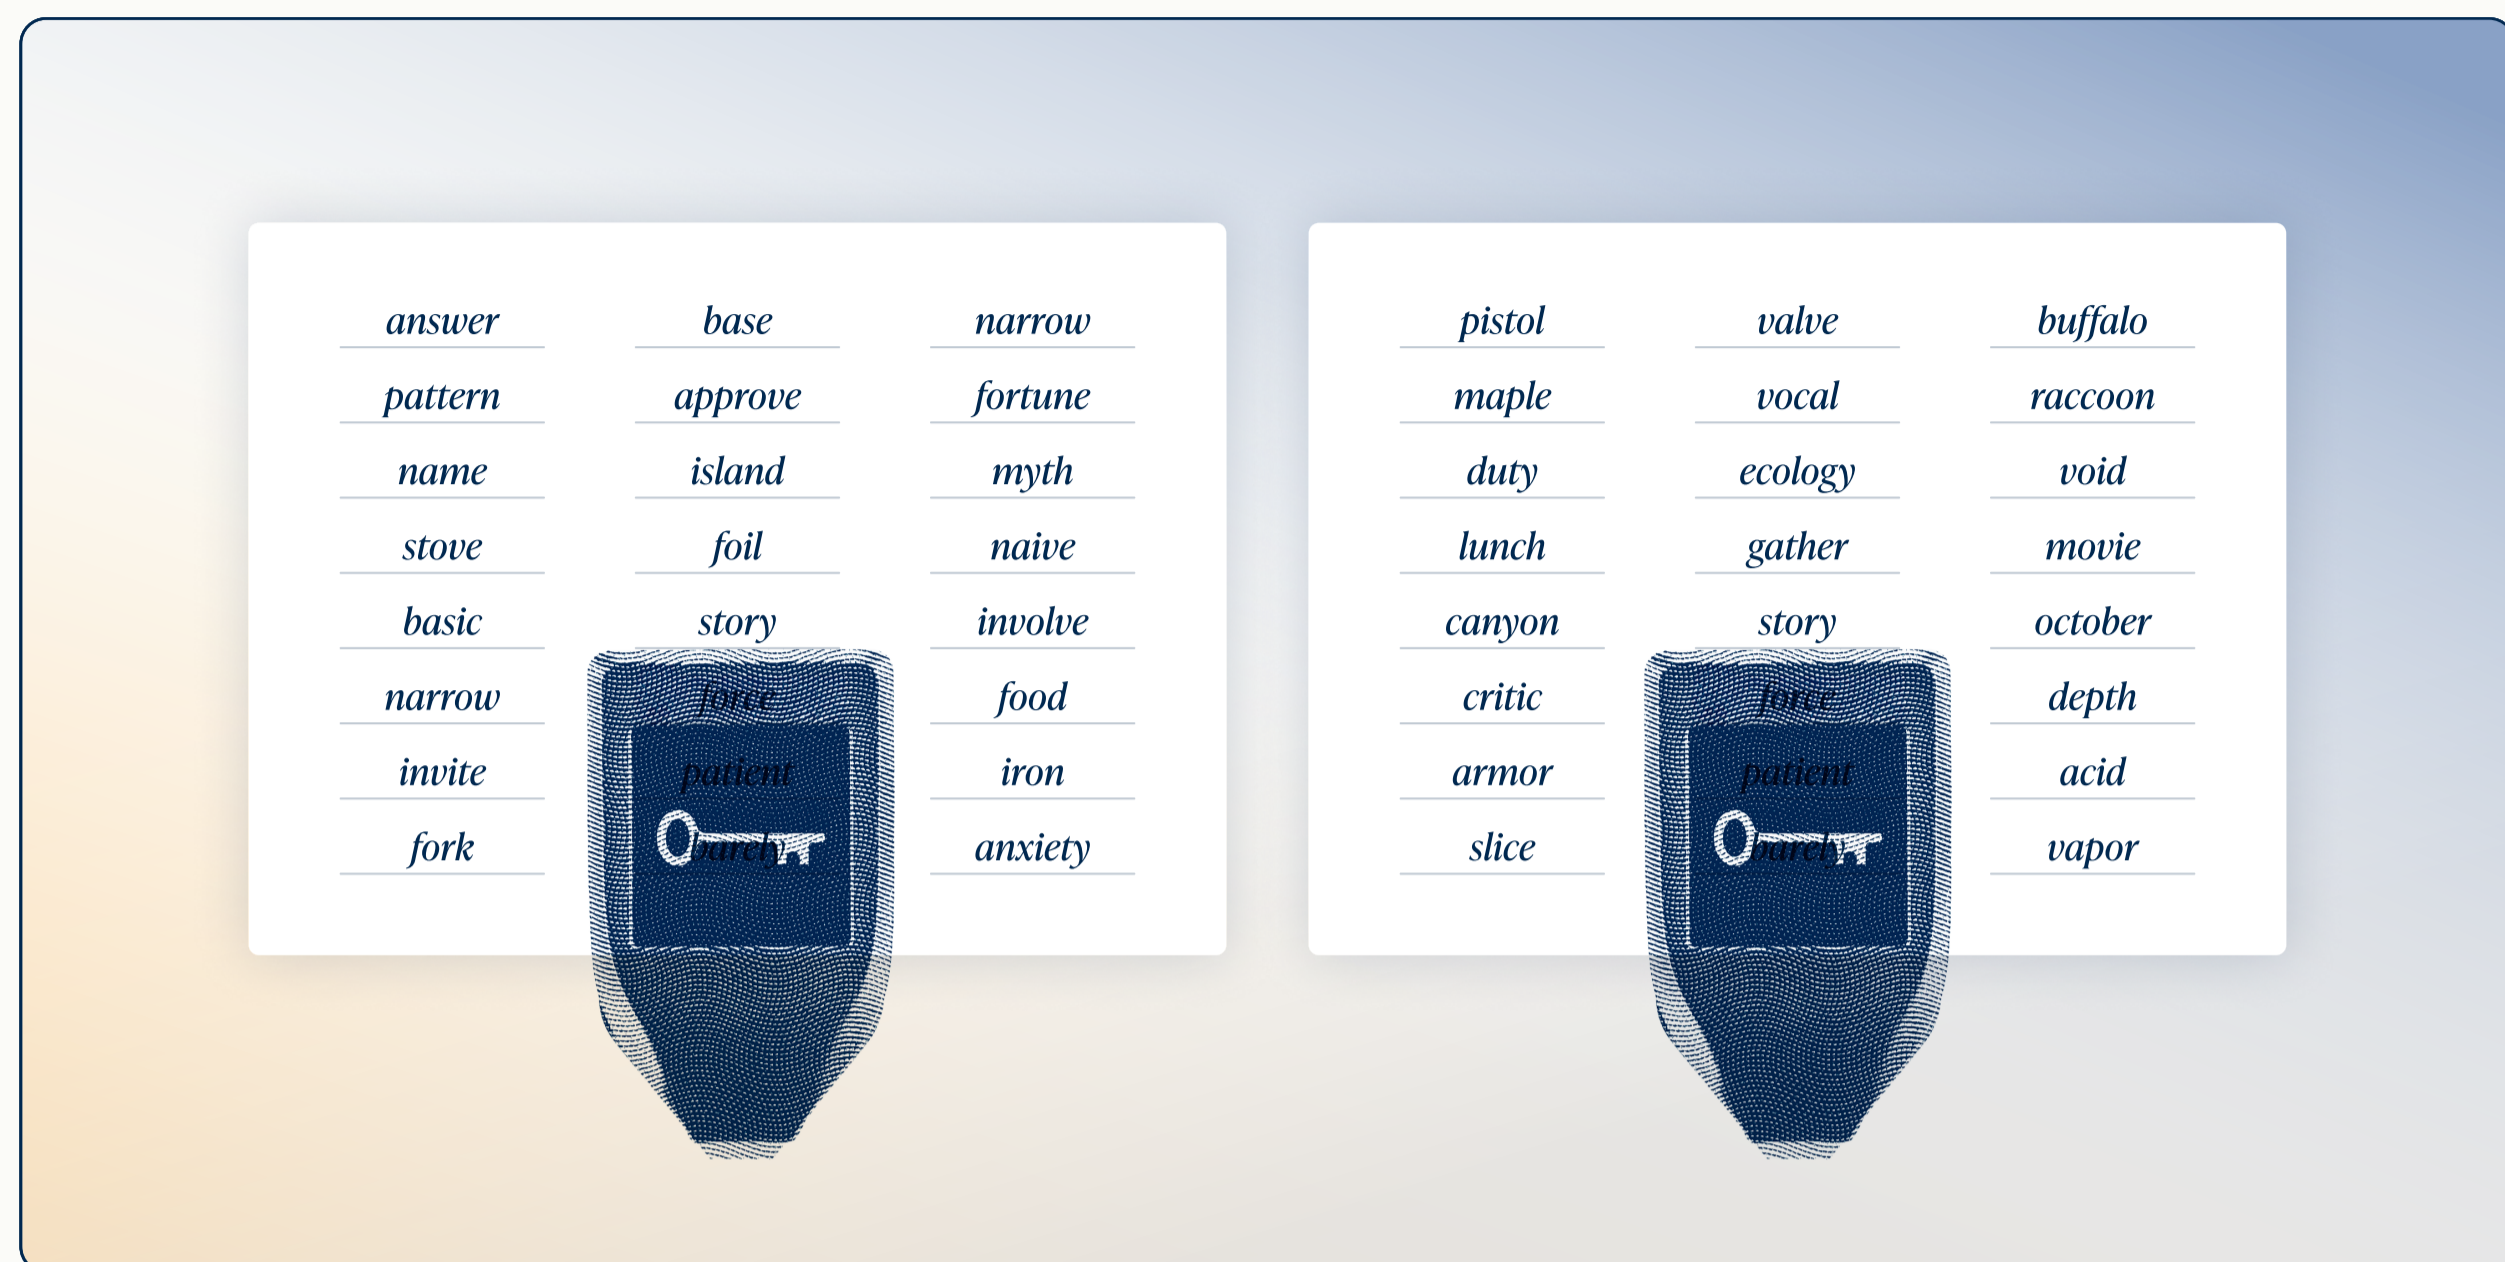 answer base narrow
pattern approve fortune
name island myth
stove foil naive
basic story involve
narrow force food
invite patient iron
fork barely anxiety
pistol valve buffalo
maple vocal raccoon
duty ecology void
lunch gather movie
canyon story october
critic force depth
armor patient acid
slice barely vapor